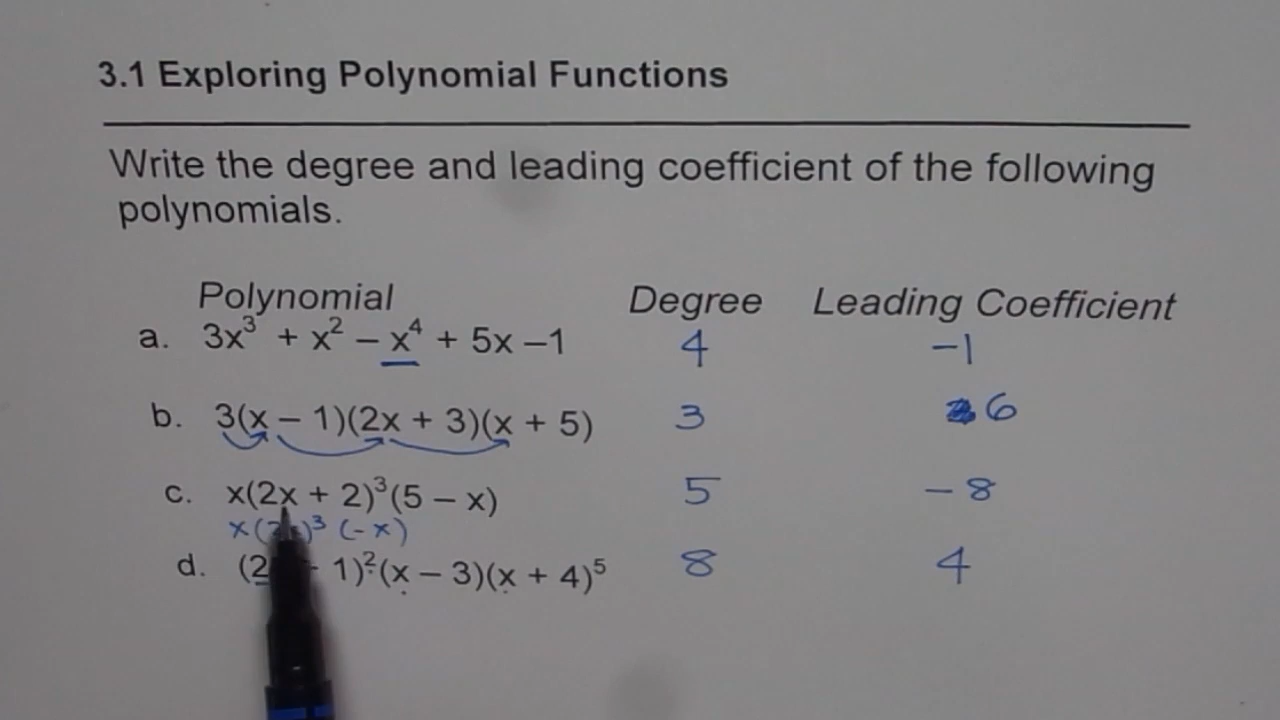 3.1 Exploring Polynomial Functions
Write the degree and leading coefficient of the following
polynomials.
Polynomial Degree Leading Coefficient
a. 3x³ + x² – x⁴ + 5x –1 4 –1
b. 3(x – 1)(2x + 3)(x + 5) 3 6
c. x(2x + 2)³(5 – x) 5 – 8
x( )³ (-x)
d. (2 1)²(x – 3)(x + 4)⁵ 8 4